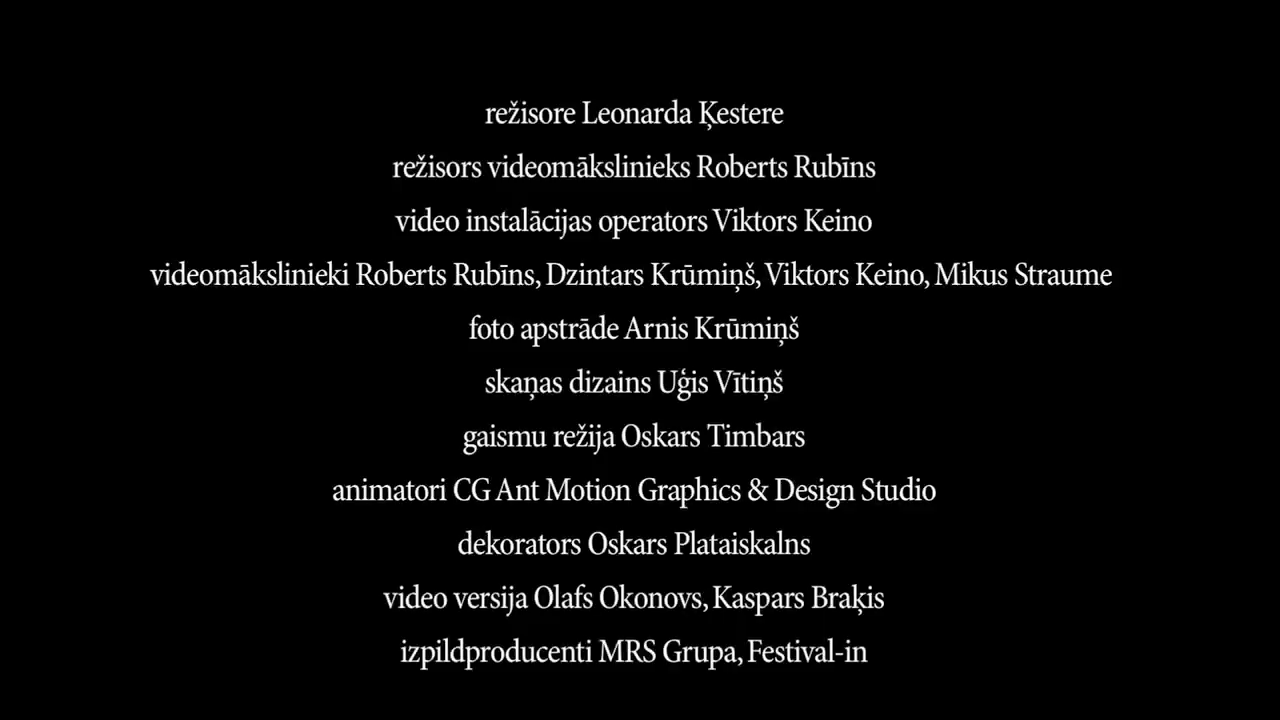 režisore Leonarda Ķestere
režisors videomākslinieks Roberts Rubīns
video instalācijas operators Viktors Keino
videomākslinieki Roberts Rubīns, Dzintars Krūmiņš, Viktors Keino, Mikus Straume
foto apstrāde Arnis Krūmiņš
skaņas dizains Uģis Vītiņš
gaismu režija Oskars Timbars
animatori CG Ant Motion Graphics & Design Studio
dekorators Oskars Plataiskalns
video versija Olafs Okonovs, Kaspars Braķis
izpildproducenti MRS Grupa, Festival-in